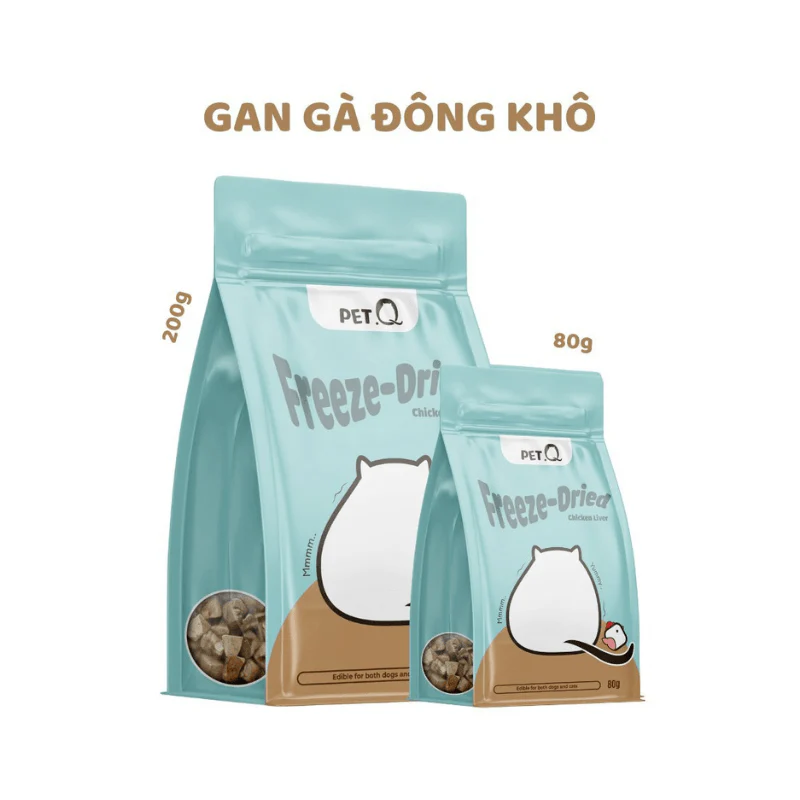 GAN GÀ ĐÔNG KHÔ
200g
80g
PET.Q
Freeze-Dried
Mmmm..
Edible for both dogs and
PET.Q
Freeze-Dried
Chicken Liver
Yummy
Mmmm..
Edible for both dogs and cats
80g